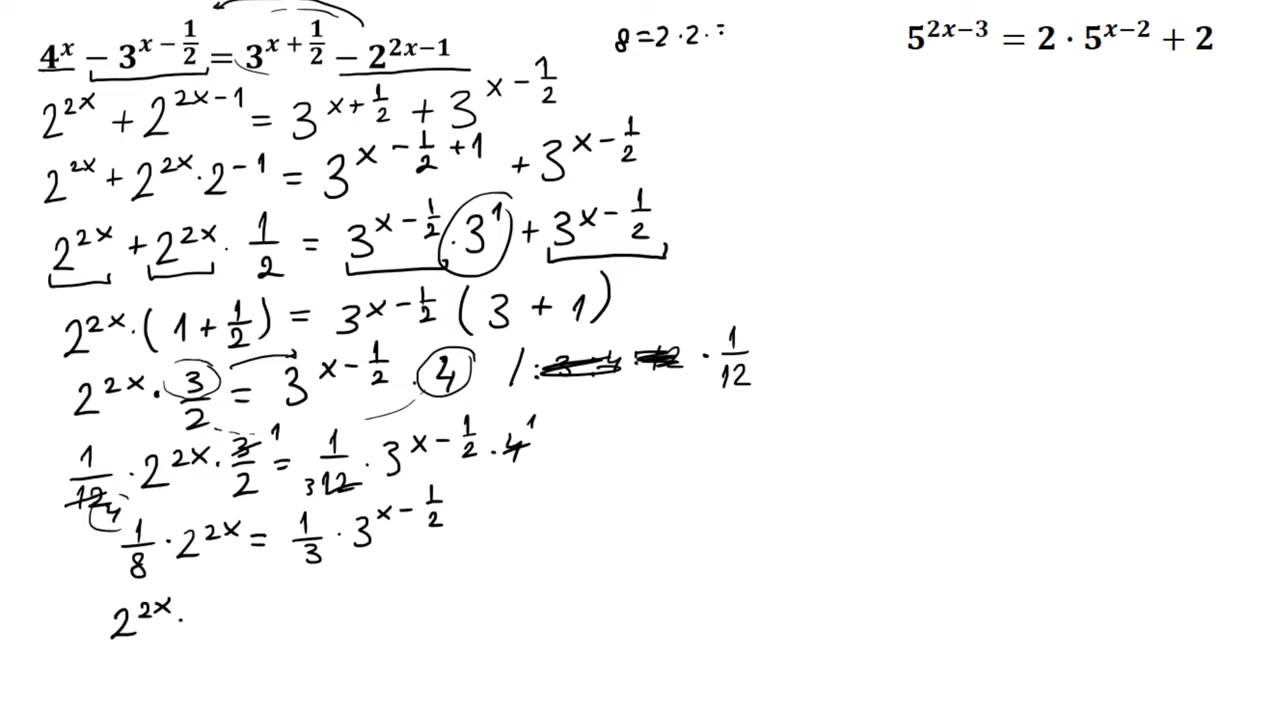 4^x − 3^(x − 1/2) = 3^(x + 1/2) − 2^(2x−1)
8 = 2 · 2 ·
5^(2x−3) = 2 · 5^(x−2) + 2
2^(2x) + 2^(2x−1) = 3^(x + 1/2) + 3^(x − 1/2)
2^(2x) + 2^(2x) · 2^(−1) = 3^(x − 1/2 + 1) + 3^(x − 1/2)
2^(2x) + 2^(2x) · 1/2 = 3^(x − 1/2) · 3^1 + 3^(x − 1/2)
2^(2x) · (1 + 1/2) = 3^(x − 1/2) (3 + 1)
2^(2x) · 3/2 = 3^(x − 1/2) · 4 / : · 1/12
1/12 4 · 2^(2x) · 3/2 1 = 1/12 3 · 3^(x − 1/2) · 4 1
1/8 · 2^(2x) = 1/3 · 3^(x − 1/2)
2^(2x) ·